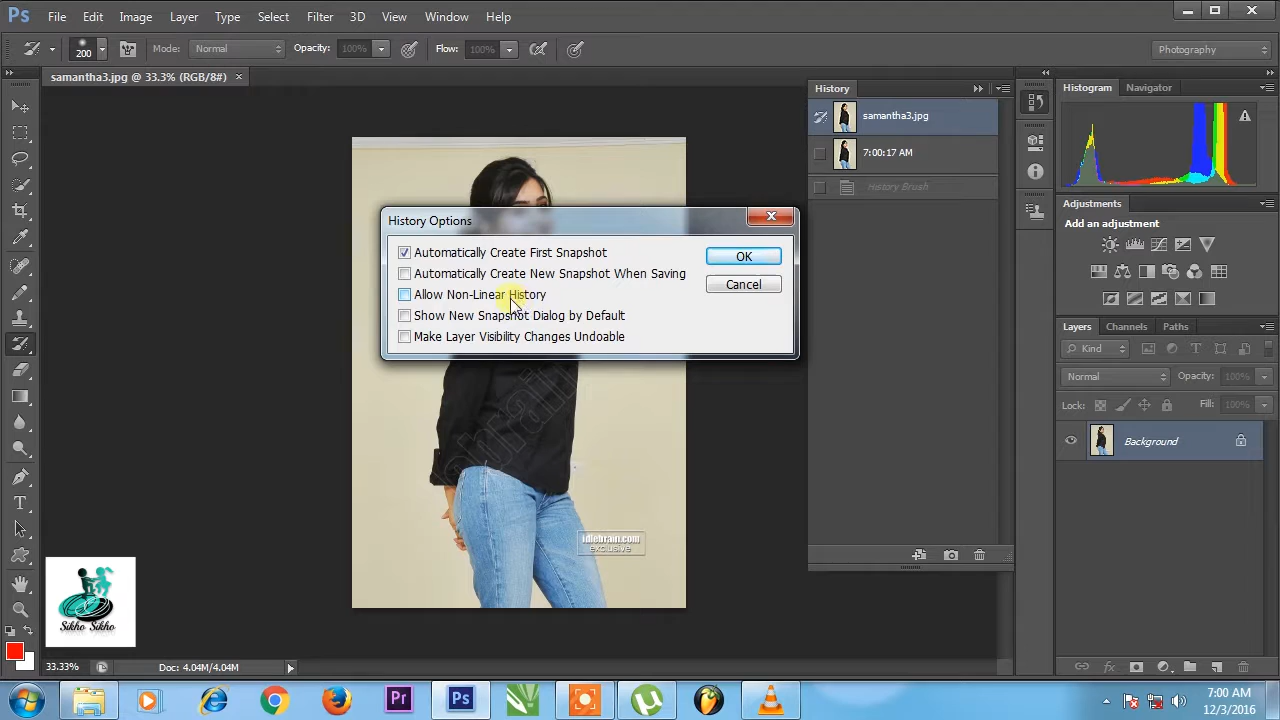 Ps File Edit Image Layer Type Select Filter 3D View Window Help
200 Mode: Normal Opacity: 100% Flow: 100% Photography
samantha3.jpg @ 33.3% (RGB/8#) ×
History
samantha3.jpg
7:00:17 AM
History Brush
Histogram Navigator
Adjustments
Add an adjustment
Layers Channels Paths
Kind
Normal Opacity: 100%
Lock: Fill: 100%
Background
History Options
Automatically Create First Snapshot
Automatically Create New Snapshot When Saving
Allow Non-Linear History
Show New Snapshot Dialog by Default
Make Layer Visibility Changes Undoable
OK
Cancel
idlebrain.com
exclusive
Sikho Sikho
33.33% Doc: 4.04M/4.04M
Pr Ps
7:00 AM
12/3/2016